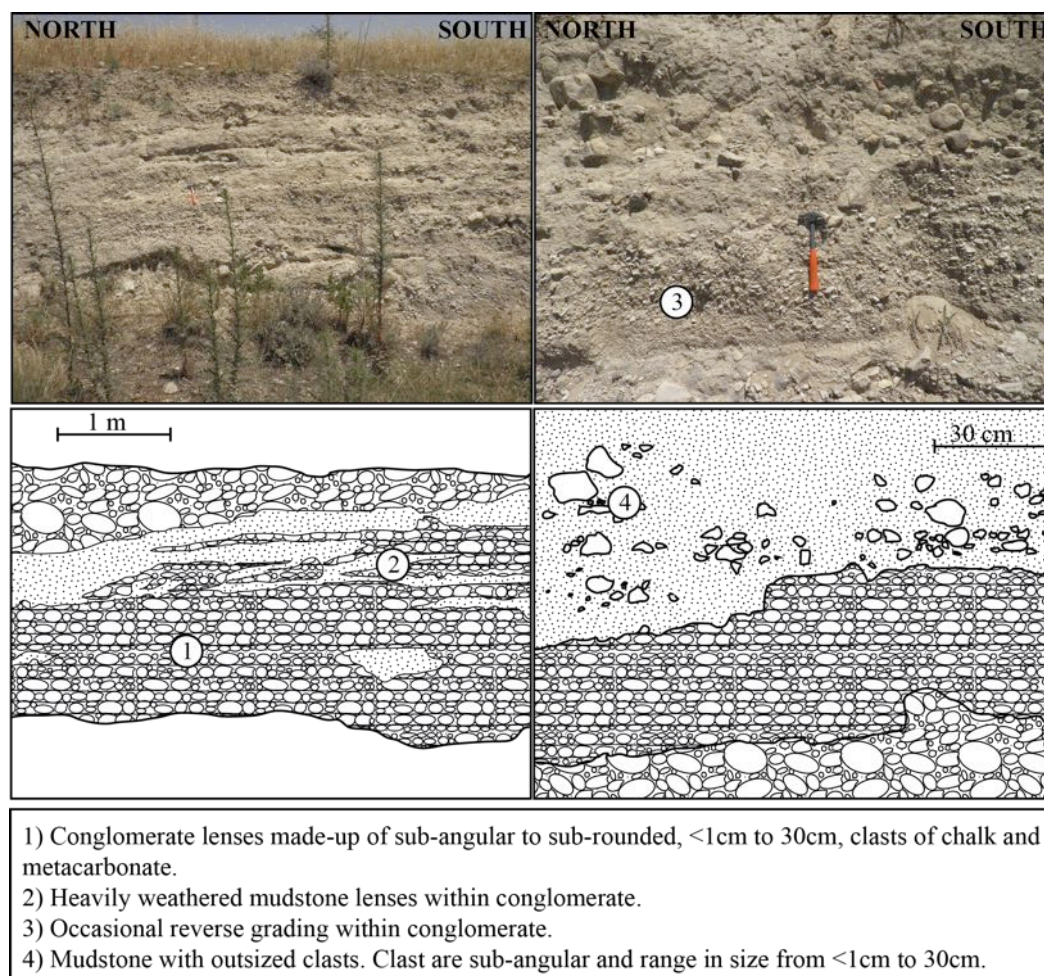 NORTH SOUTH NORTH SOUTH
3
1 m 30 cm
4
2
1
1) Conglomerate lenses made-up of sub-angular to sub-rounded, <1cm to 30cm, clasts of chalk and
metacarbonate.
2) Heavily weathered mudstone lenses within conglomerate.
3) Occasional reverse grading within conglomerate.
4) Mudstone with outsized clasts. Clast are sub-angular and range in size from <1cm to 30cm.